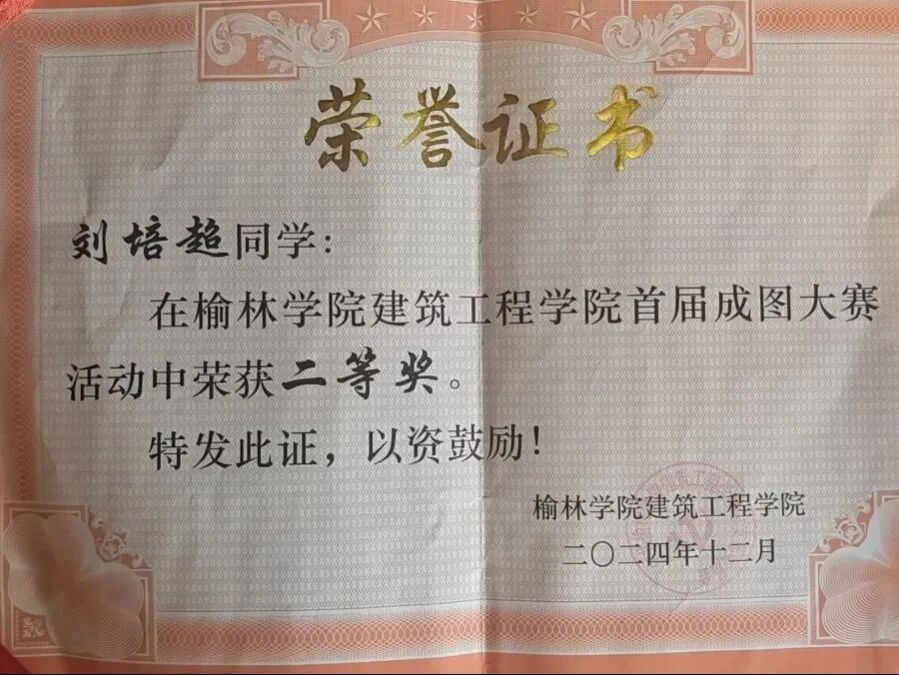 荣誉证书
刘培超同学：
在榆林学院建筑工程学院首届成图大赛
活动中荣获二等奖。
特发此证，以资鼓励！
榆林学院建筑工程学院
二〇二四年十二月